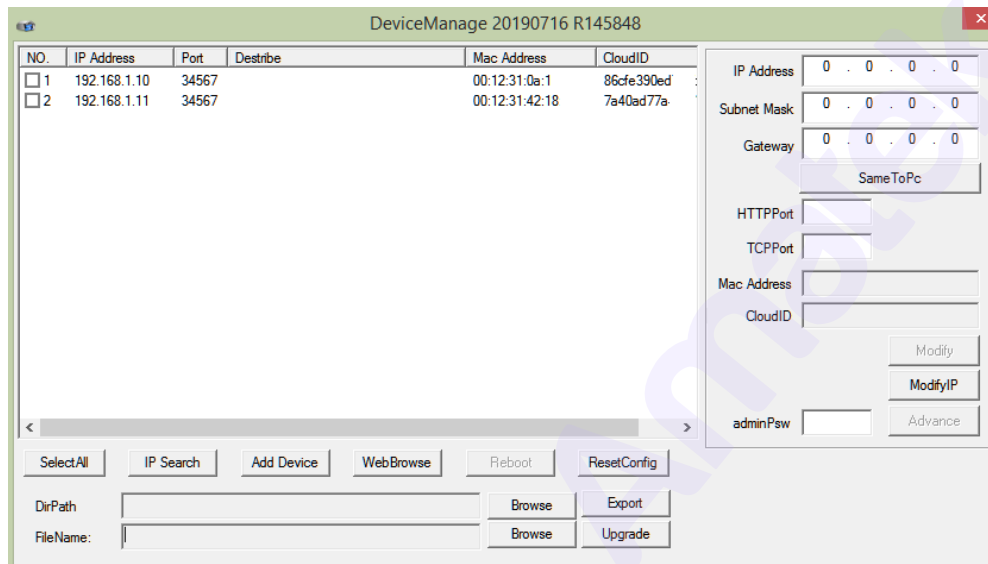 DeviceManage 20190716 R145848
NO. IP Address Port Destribe Mac Address CloudID
1 192.168.1.10 34567 00:12:31:0a:1 86cfe390ed
2 192.168.1.11 34567 00:12:31:42:18 7a40ad77a
IP Address 0 . 0 . 0 . 0
Subnet Mask 0 . 0 . 0 . 0
Gateway 0 . 0 . 0 . 0
SameToPc
HTTPPort
TCPPort
Mac Address
CloudID
Modify
ModifyIP
adminPsw Advance
SelectAll IP Search Add Device WebBrowse Reboot ResetConfig
DirPath Browse Export
FileName: Browse Upgrade
Amatek